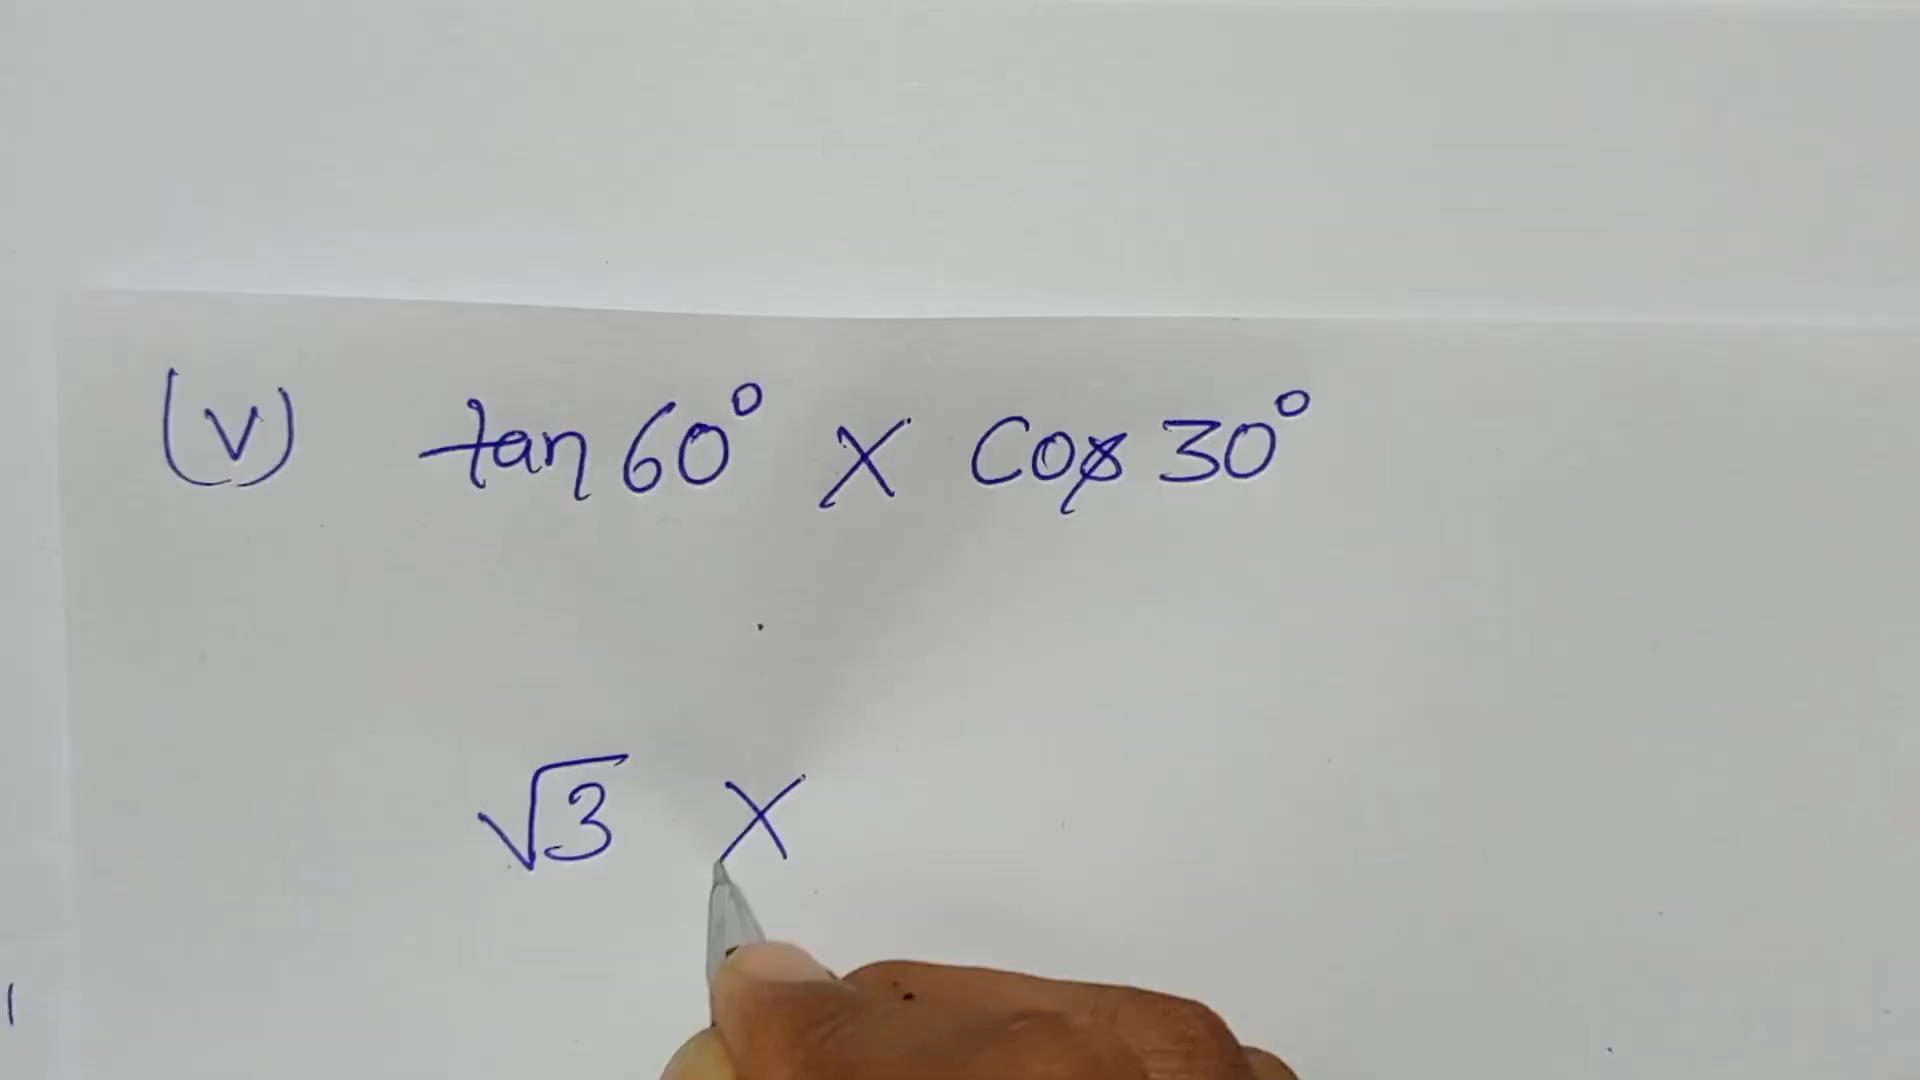 (v) tan 60° × cos 30°
√3 ×